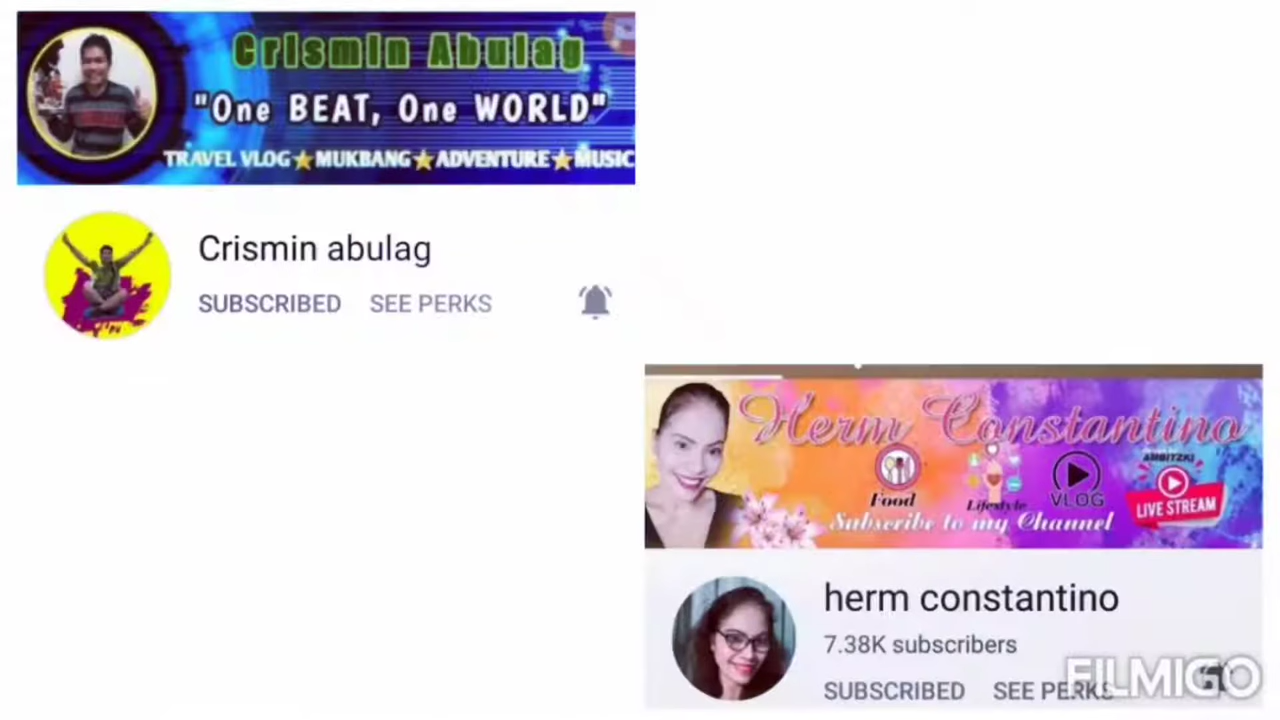 Crismin Abulag
"One BEAT, One WORLD"
TRAVEL VLOG★MUKBANG★ADVENTURE★MUSIC
Crismin abulag
SUBSCRIBED SEE PERKS
Herm Constantino
Food Lifestyle VLOG AMBITZKI LIVE STREAM
Subscribe to my Channel
herm constantino
7.38K subscribers
SUBSCRIBED SEE PERKS
FILMIGO